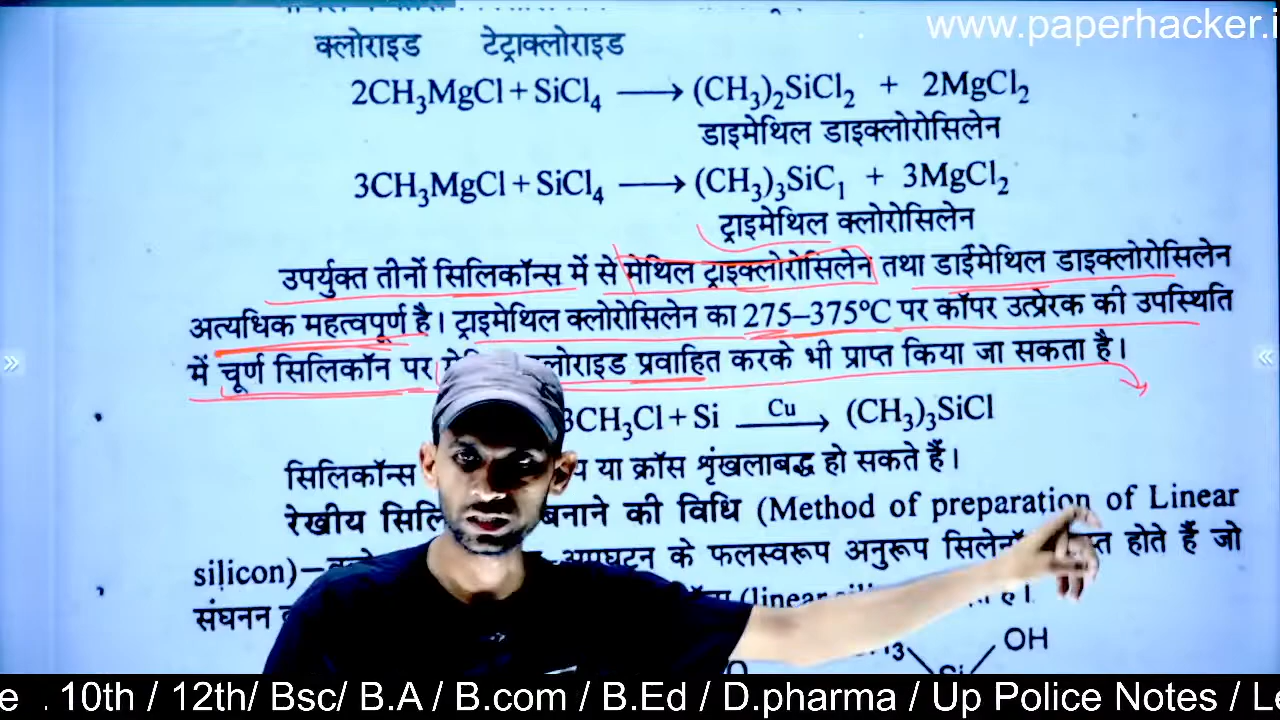 www.paperhacker.i
क्लोराइड टेट्राक्लोराइड
2CH₃MgCl + SiCl₄ ⟶ (CH₃)₂SiCl₂ + 2MgCl₂
डाइमेथिल डाइक्लोरोसिलेन
3CH₃MgCl + SiCl₄ ⟶ (CH₃)₃SiC₁ + 3MgCl₂
ट्राइमेथिल क्लोरोसिलेन
उपर्युक्त तीनों सिलिकॉन्स में से मेथिल ट्राइक्लोरोसिलेन तथा डाईमेथिल डाइक्लोरोसिलेन
अत्यधिक महत्वपूर्ण है। ट्राइमेथिल क्लोरोसिलेन का 275–375°C पर कॉपर उत्प्रेरक की उपस्थिति
में चूर्ण सिलिकॉन पर क्लोराइड प्रवाहित करके भी प्राप्त किया जा सकता है।
3CH₃Cl + Si ⟶ (CH₃)₃SiCl
Cu
सिलिकॉन्स या क्रॉस शृंखलाबद्ध हो सकते हैं।
रेखीय बनाने की विधि (Method of preparation of Linear
silicon)– के फलस्वरूप अनुरूप होते हैं जो
संघनन (linear
OH
Si
10th / 12th/ Bsc/ B.A / B.com / B.Ed / D.pharma / Up Police Notes /